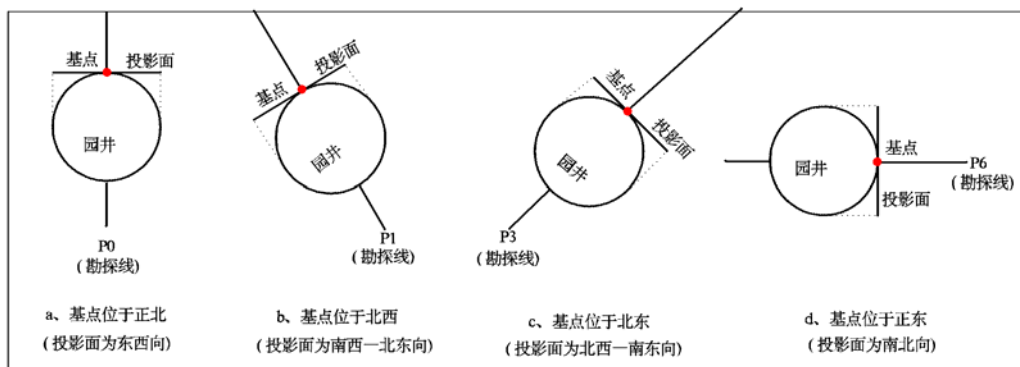 基点 投影面
园井
P0
(勘探线)
a、基点位于正北
(投影面为东西向)
基点 投影面
园井
P1
(勘探线)
b、基点位于北西
(投影面为南西—北东向)
基点
投影面
园井
P3
(勘探线)
c、基点位于北东
(投影面为北西—南东向)
园井
基点
P6
(勘探线)
投影面
d、基点位于正东
(投影面为南北向)